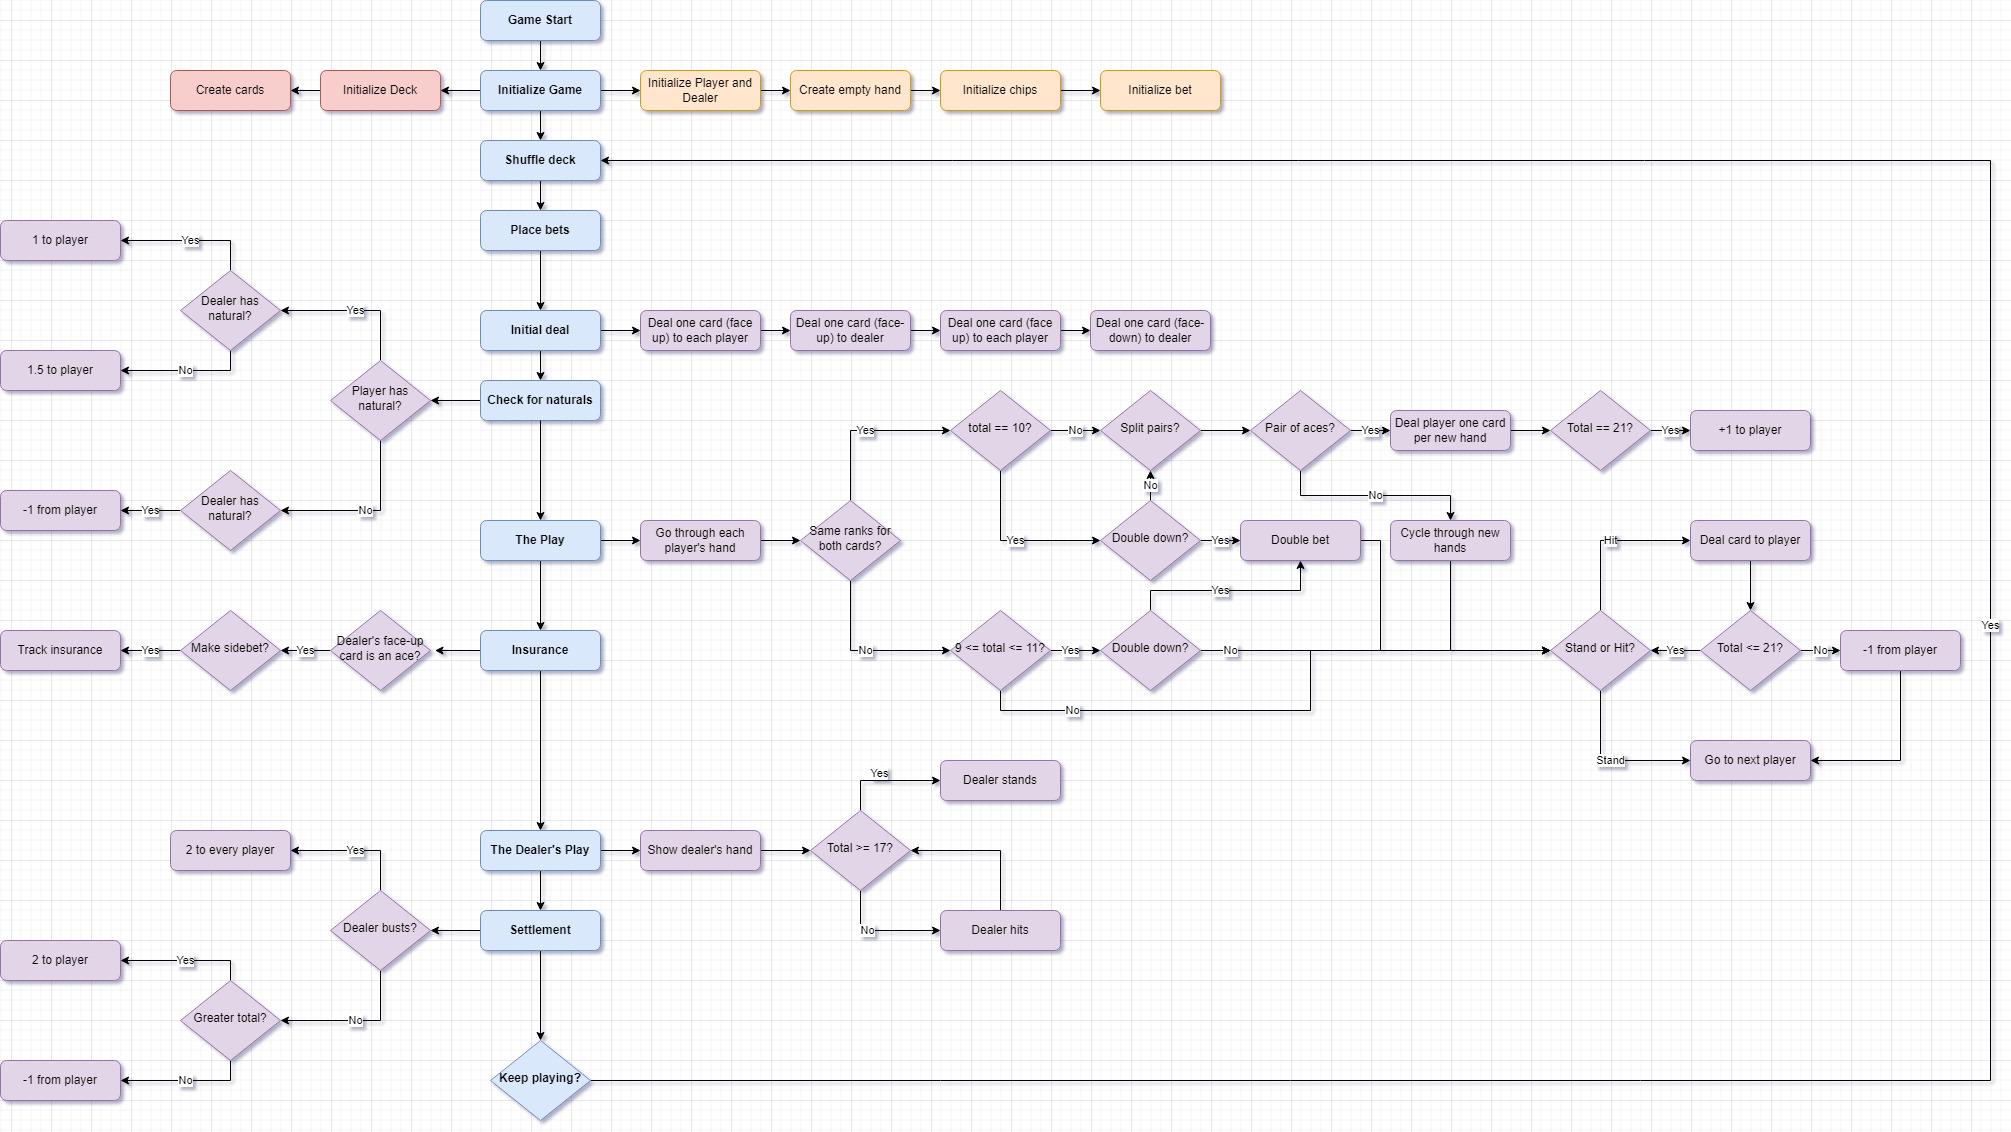 Game Start
Create cards
Initialize Deck
Initialize Game
Initialize Player and
Dealer
Create empty hand
Initialize chips
Initialize bet
Shuffle deck
Place bets
1 to player
Yes
Dealer has
natural?
Yes
1.5 to player
No
Player has
natural?
Initial deal
Deal one card (face
up) to each player
Deal one card (face-
up) to dealer
Deal one card (face
up) to each player
Deal one card (face-
down) to dealer
Check for naturals
-1 from player
Yes
Dealer has
natural?
No
Yes
total == 10?
No
Split pairs?
Pair of aces?
Yes
Deal player one card
per new hand
Total == 21?
Yes
+1 to player
No
No
The Play
Go through each
player's hand
Same ranks for
both cards?
Yes
Double down?
Yes
Double bet
Cycle through new
hands
Hit
Deal card to player
Yes
Yes
Track insurance
Yes
Make sidebet?
Yes
Dealer's face-up
card is an ace?
Insurance
No
9 <= total <= 11?
Yes
Double down?
No
Stand or Hit?
Yes
Total <= 21?
No
-1 from player
No
Stand
Go to next player
Yes
Dealer stands
2 to every player
Yes
The Dealer's Play
Show dealer's hand
Total >= 17?
Dealer busts?
Settlement
No
Dealer hits
2 to player
Yes
Greater total?
No
-1 from player
No
Keep playing?